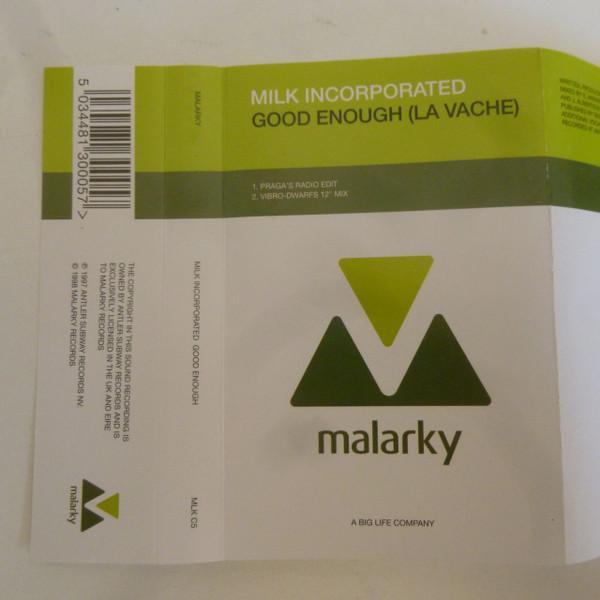 MILK INCORPORATED
GOOD ENOUGH (LA VACHE)
1. PRAGA'S RADIO EDIT
2. VIBRO-DWARFS 12" MIX
malarky
A BIG LIFE COMPANY
MALARKY
MILK INCORPORATED GOOD ENOUGH
MLK C5
5 034481 300057 >
THE COPYRIGHT IN THIS SOUND RECORDING IS
OWNED BY ANTLER SUBWAY RECORDS AND IS
EXCLUSIVELY LICENSED IN THE UK AND EIRE
TO MALARKY RECORDS
℗ 1997 ANTLER SUBWAY RECORDS NV.
© 1998 MALARKY RECORDS
malarky